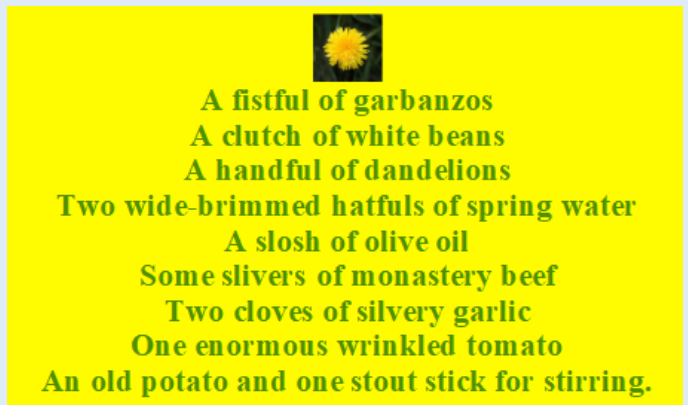 A fistful of garbanzos
A clutch of white beans
A handful of dandelions
Two wide-brimmed hatfuls of spring water
A slosh of olive oil
Some slivers of monastery beef
Two cloves of silvery garlic
One enormous wrinkled tomato
An old potato and one stout stick for stirring.